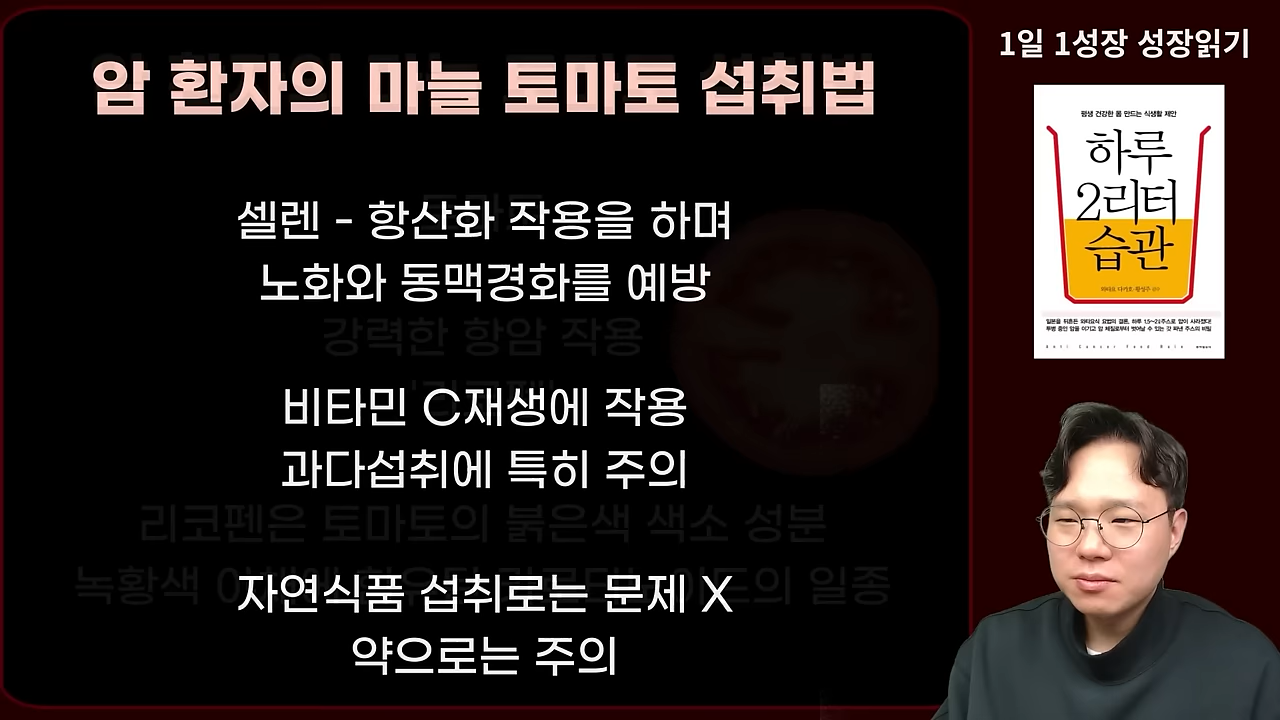 암 환자의 마늘 토마토 섭취법
셀렌 - 항산화 작용을 하며
노화와 동맥경화를 예방
강력한 항암 작용
비타민 C재생에 작용
과다섭취에 특히 주의
리코펜은 토마토의 붉은색 색소 성분
녹황색
일종
자연식품 섭취로는 문제 X
약으로는 주의
1일 1성장 성장읽기
평생 건강한 몸 만드는 식생활 제안
하루
2리터
습관